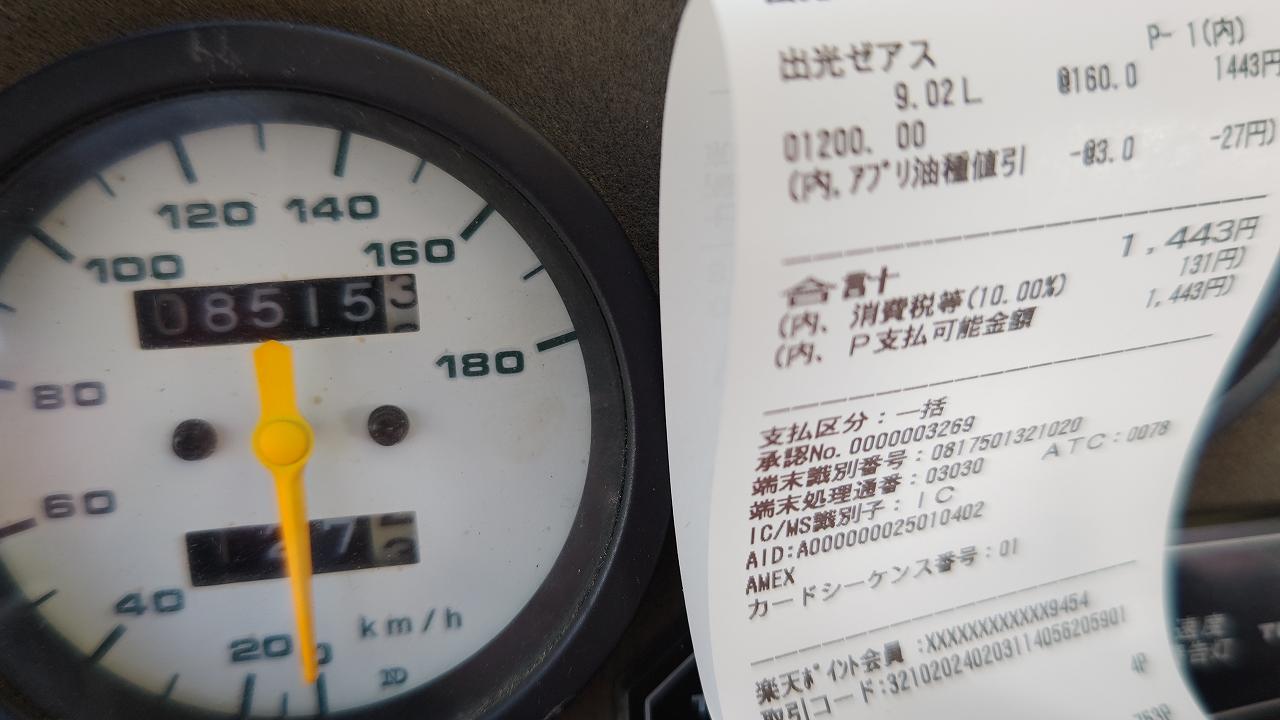 100
120
140
160
180
80
60
40
20
085153
km/h
出光ゼアス
P- 1(内)
9.02L @160.0 1443円
01200. 00
(内,アプリ油種値引 -@3.0 -27円)
合計 1,443円
(内、消費税等(10.00%) 131円)
(内、P支払可能金額 1,443円)
支払区分：一括
承認No. 0000003269
端末識別番号：0817501321020
端末処理通番：03030 ATC：0078
IC/MS識別子：IC
AID:A000000025010402
AMEX
カードシーケンス番号：01
楽天ポイント会員 :XXXXXXXXXXXX9454
取引コード:3210202402031140562059​01
4P